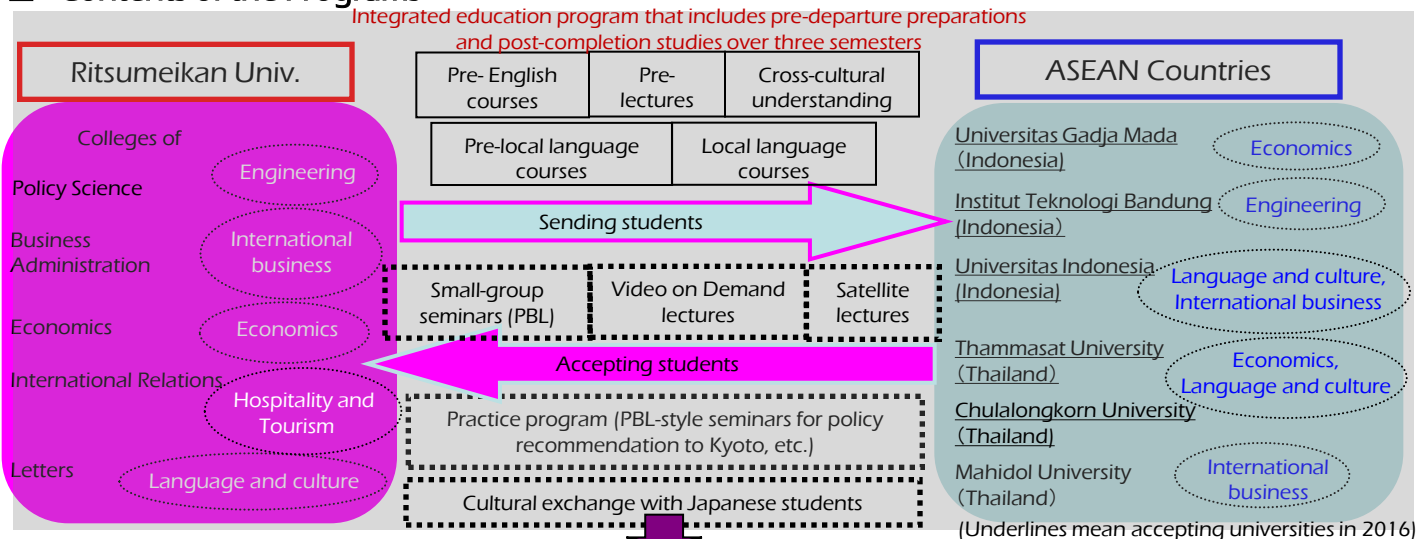 Contents of the Programs
Integrated education program that includes pre-departure preparations
and post-completion studies over three semesters
Ritsumeikan Univ.
Colleges of
Policy Science
Engineering
Business
Administration
International
business
Economics
Economics
International Relations
Hospitality and
Tourism
Letters
Language and culture
Pre- English
courses
Pre-
lectures
Cross-cultural
understanding
Pre-local language
courses
Local language
courses
Sending students
Small-group
seminars (PBL)
Video on Demand
lectures
Satellite
lectures
Accepting students
Practice program (PBL-style seminars for policy
recommendation to Kyoto, etc.)
Cultural exchange with Japanese students
ASEAN Countries
Universitas Gadja Mada
（Indonesia)
Economics
Institut Teknologi Bandung
(Indonesia）
Engineering
Universitas Indonesia
(Indonesia)
Language and culture,
International business
Thammasat University
(Thailand）
Economics,
Language and culture
Chulalongkorn University
（Thailand)
Mahidol University
（Thailand）
International
business
(Underlines mean accepting universities in 2016)